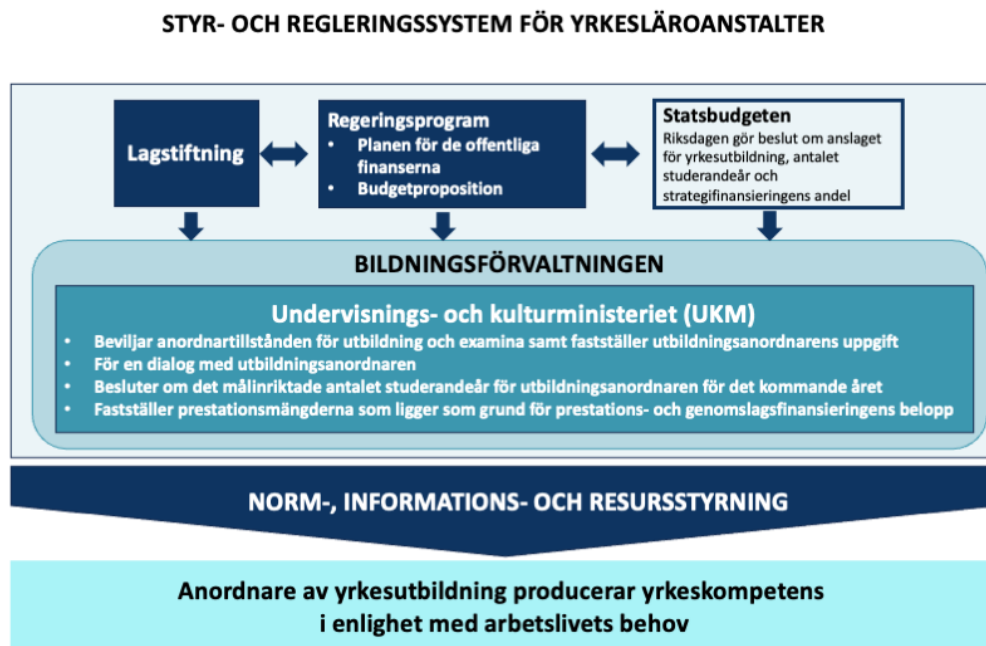 STYR- OCH REGLERINGSSYSTEM FÖR YRKESLÄROANSTALTER
Lagstiftning
Regeringsprogram
• Planen för de offentliga
finanserna
• Budgetproposition
Statsbudgeten
Riksdagen gör beslut om anslaget
för yrkesutbildning, antalet
studerandeår och
strategifinansieringens andel
BILDNINGSFÖRVALTNINGEN
Undervisnings- och kulturministeriet (UKM)
• Beviljar anordnartillstånden för utbildning och examina samt fastställer utbildningsanordnarens uppgift
• För en dialog med utbildningsanordnaren
• Besluter om det målinriktade antalet studerandeår för utbildningsanordnaren för det kommande året
• Fastställer prestationsmängderna som ligger som grund för prestations- och genomslagsfinansieringens belopp
NORM-, INFORMATIONS- OCH RESURSSTYRNING
Anordnare av yrkesutbildning producerar yrkeskompetens
i enlighet med arbetslivets behov